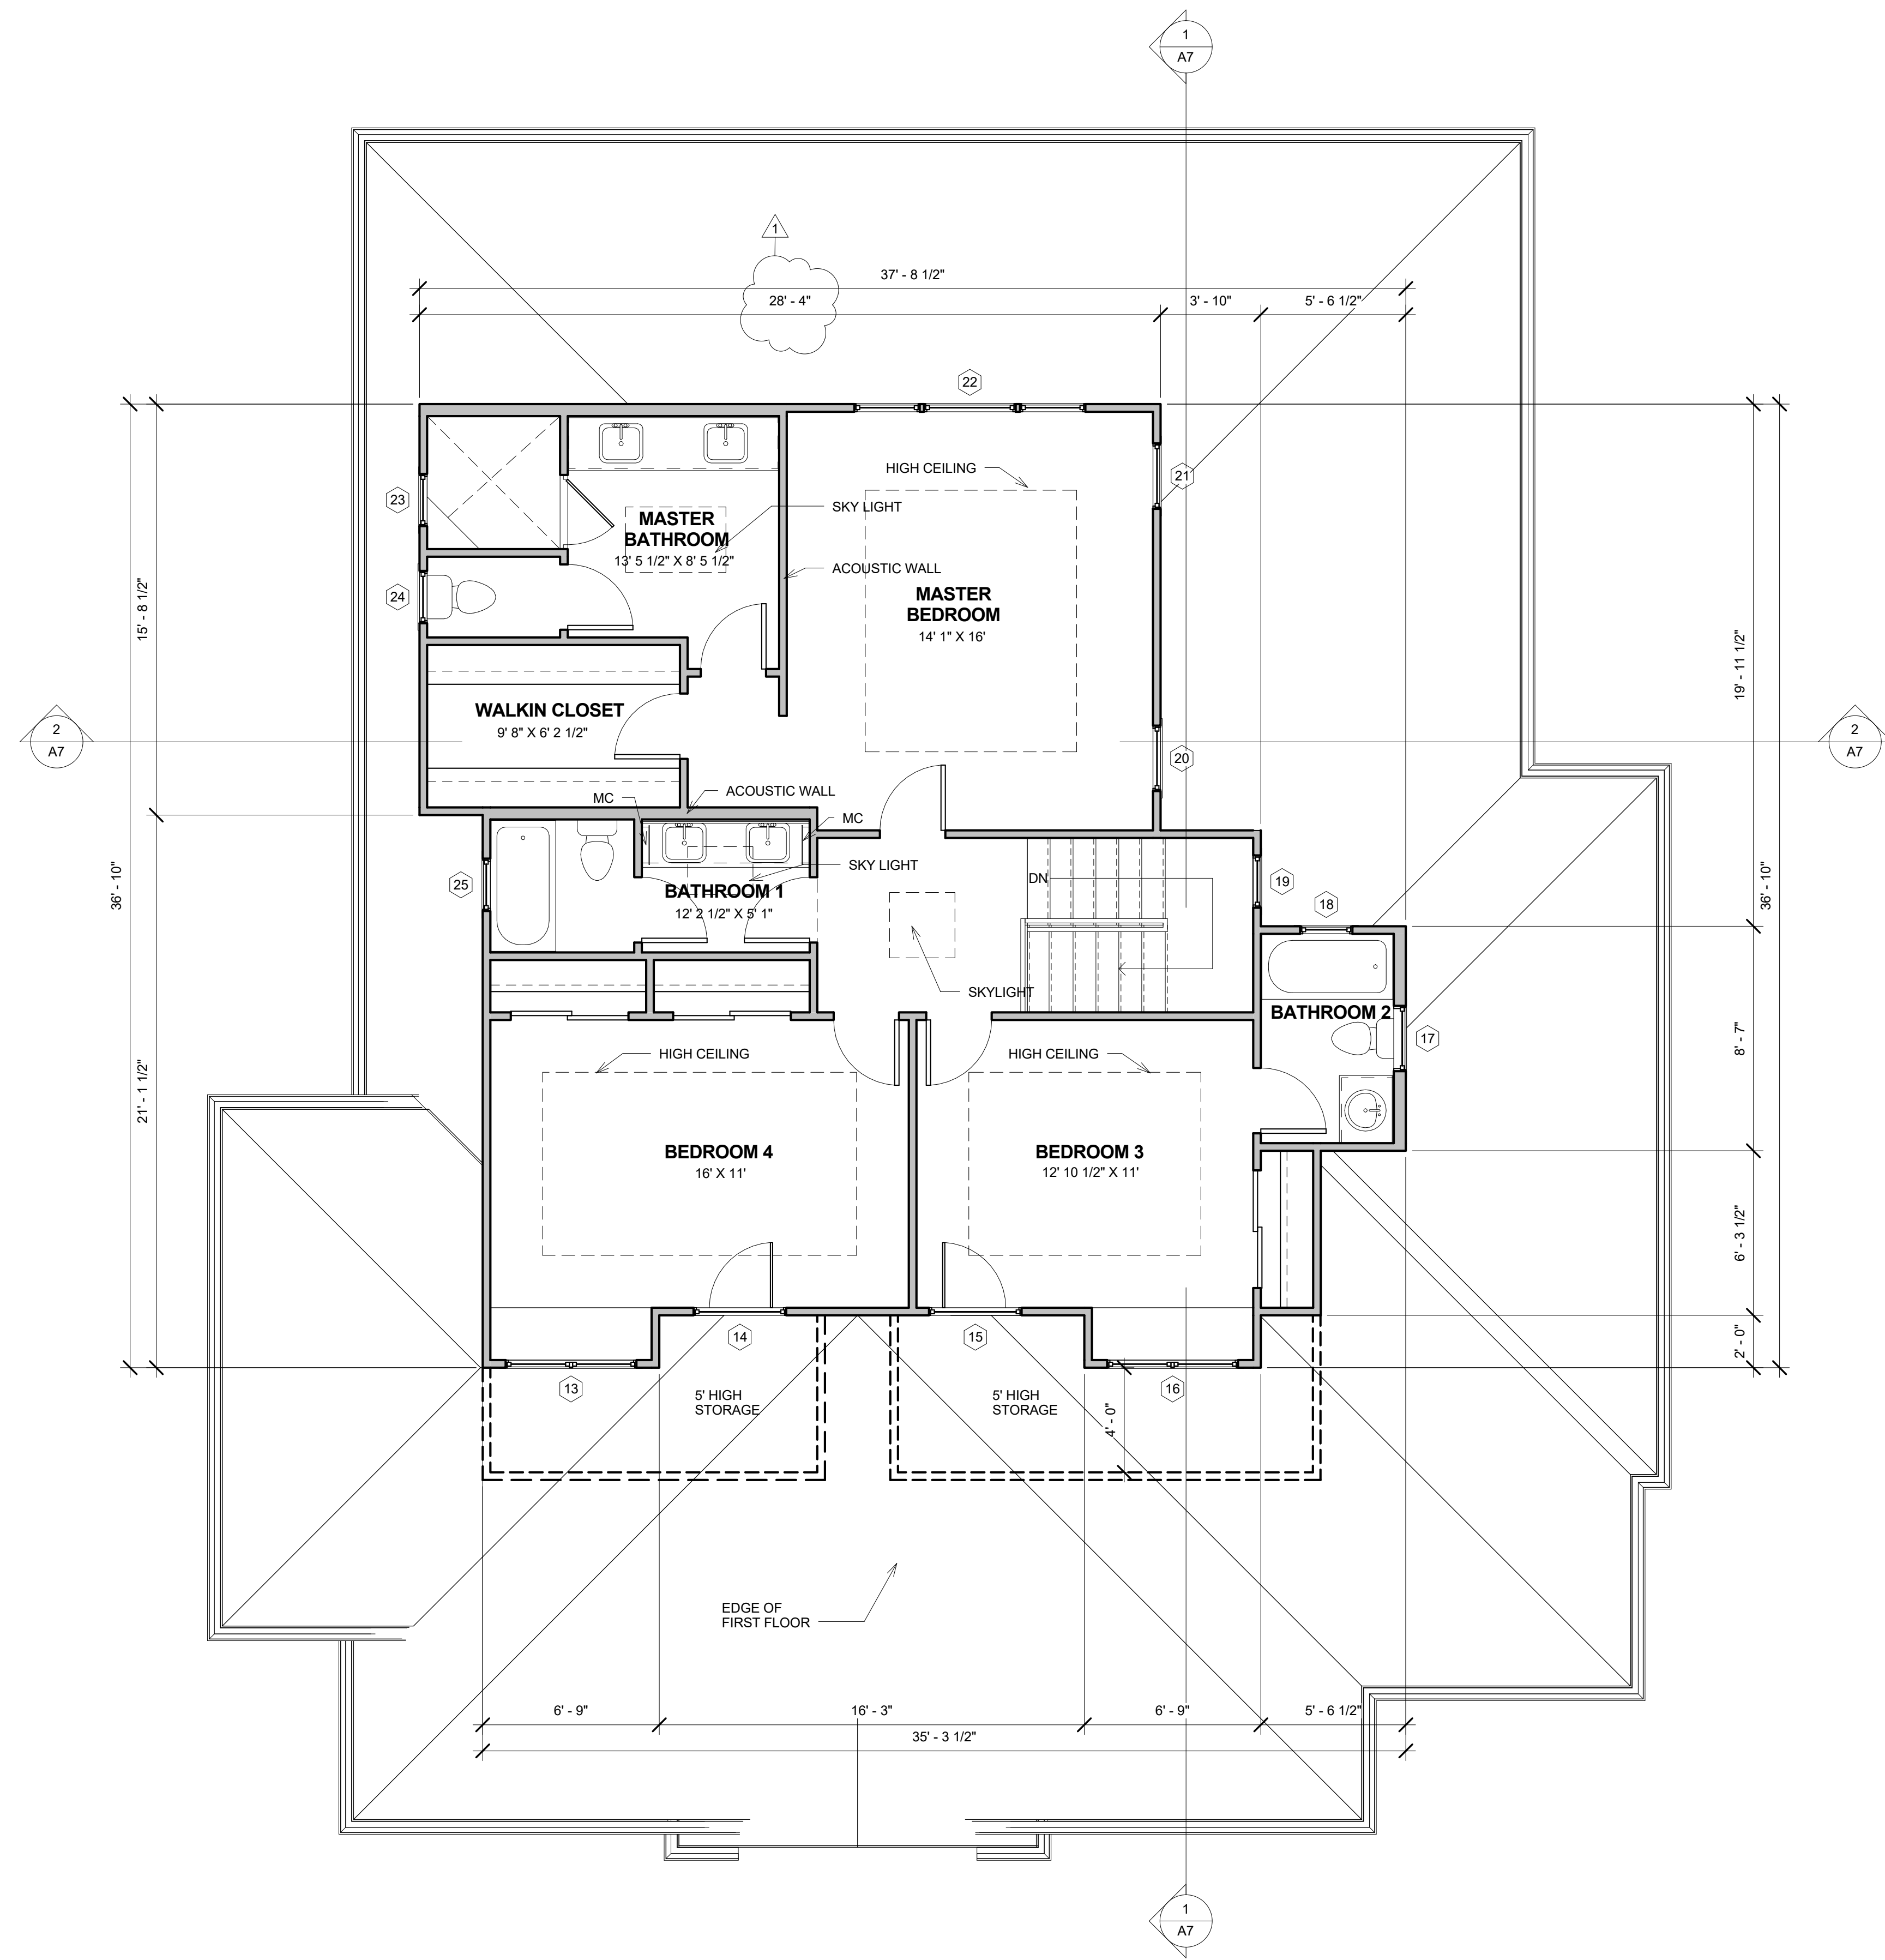 1
A7
1
37' - 8 1/2"
28' - 4"
3' - 10"
5' - 6 1/2"
22
HIGH CEILING
21
23
SKY LIGHT
MASTER
BATHROOM
13' 5 1/2" X 8' 5 1/2"
ACOUSTIC WALL
24
MASTER
BEDROOM
14' 1" X 16'
15' - 8 1/2"
19' - 11 1/2"
WALKIN CLOSET
9' 8" X 6' 2 1/2"
2
A7
2
A7
20
MC
ACOUSTIC WALL
MC
SKY LIGHT
DN
25
BATHROOM 1
12' 2 1/2" X 5' 1"
19
18
36' - 10"
36' - 10"
SKYLIGHT
BATHROOM 2
17
8' - 7"
HIGH CEILING
HIGH CEILING
21' - 1 1/2"
BEDROOM 4
16' X 11'
BEDROOM 3
12' 10 1/2" X 11'
6' - 3 1/2"
14
15
2' - 0"
13
16
5' HIGH
STORAGE
5' HIGH
STORAGE
4' - 0"
EDGE OF
FIRST FLOOR
6' - 9"
16' - 3"
6' - 9"
5' - 6 1/2"
35' - 3 1/2"
1
A7